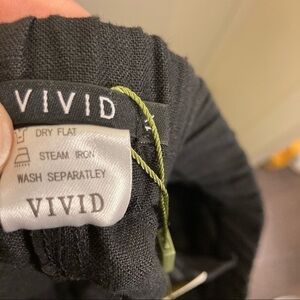 VIVID
DRY FLAT
STEAM IRON
WASH SEPARATLEY
VIVID